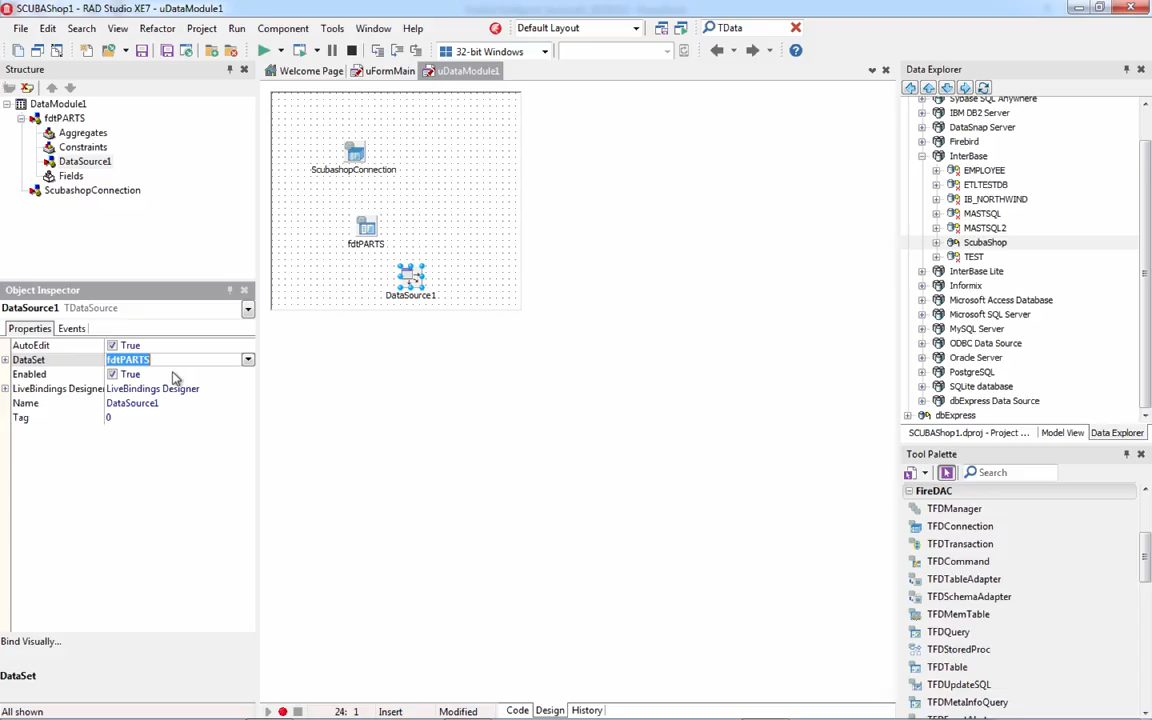 SCUBAShop1 - RAD Studio XE7 - uDataModule1
File Edit Search View Refactor Project Run Component Tools Window Help
Default Layout
TData
32-bit Windows
Structure
DataModule1
fdtPARTS
Aggregates
Constraints
DataSource1
Fields
ScubashopConnection
Object Inspector
DataSource1 TDataSource
Properties Events
AutoEdit True
DataSet fdtPARTS
Enabled True
LiveBindings Designer LiveBindings Designer
Name DataSource1
Tag 0
Bind Visually...
DataSet
All shown
Welcome Page uFormMain uDataModule1
ScubashopConnection
fdtPARTS
DataSource1
24: 1 Insert Modified Code Design History
Data Explorer
Sybase SQL Anywhere
IBM DB2 Server
DataSnap Server
Firebird
InterBase
EMPLOYEE
ETLTESTDB
IB_NORTHWIND
MASTSQL
MASTSQL2
ScubaShop
TEST
InterBase Lite
Informix
Microsoft Access Database
Microsoft SQL Server
MySQL Server
ODBC Data Source
Oracle Server
PostgreSQL
SQLite database
dbExpress Data Source
dbExpress
SCUBAShop1.dproj - Project ... Model View Data Explorer
Tool Palette
Search
FireDAC
TFDManager
TFDConnection
TFDTransaction
TFDCommand
TFDTableAdapter
TFDSchemaAdapter
TFDMemTable
TFDQuery
TFDStoredProc
TFDTable
TFDUpdateSQL
TFDMetaInfoQuery